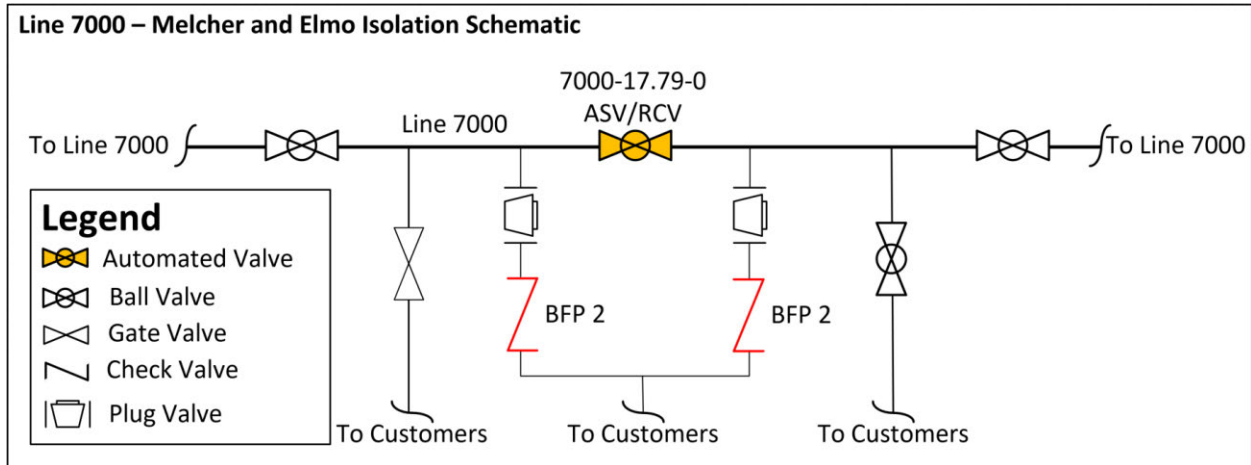 Line 7000 – Melcher and Elmo Isolation Schematic
7000-17.79-0
ASV/RCV
Line 7000
To Line 7000
To Line 7000
Legend
Automated Valve
Ball Valve
Gate Valve
Check Valve
Plug Valve
BFP 2
BFP 2
To Customers
To Customers
To Customers